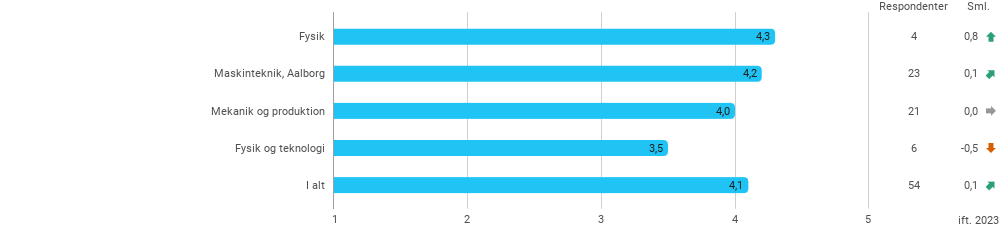 Respondenter Sml.
Fysik 4,3 4 0,8
Maskinteknik, Aalborg 4,2 23 0,1
Mekanik og produktion 4,0 21 0,0
Fysik og teknologi 3,5 6 -0,5
I alt 4,1 54 0,1
1 2 3 4 5 ift. 2023